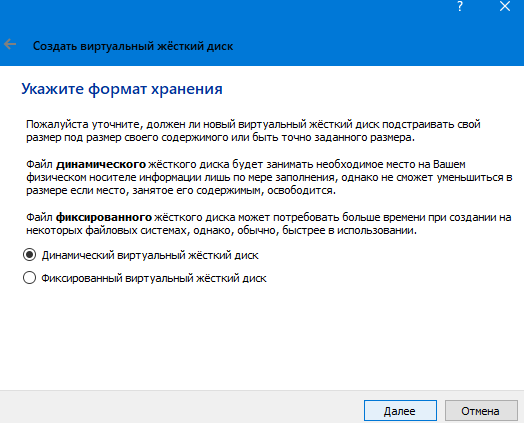 ?
Создать виртуальный жёсткий диск
Укажите формат хранения
Пожалуйста уточните, должен ли новый виртуальный жёсткий диск подстраивать свой
размер под размер своего содержимого или быть точно заданного размера.
Файл динамического жёсткого диска будет занимать необходимое место на Вашем
физическом носителе информации лишь по мере заполнения, однако не сможет уменьшиться в
размере если место, занятое его содержимым, освободится.
Файл фиксированного жёсткого диска может потребовать больше времени при создании на
некоторых файловых системах, однако, обычно, быстрее в использовании.
Динамический виртуальный жёсткий диск
Фиксированный виртуальный жёсткий диск
Далее
Отмена